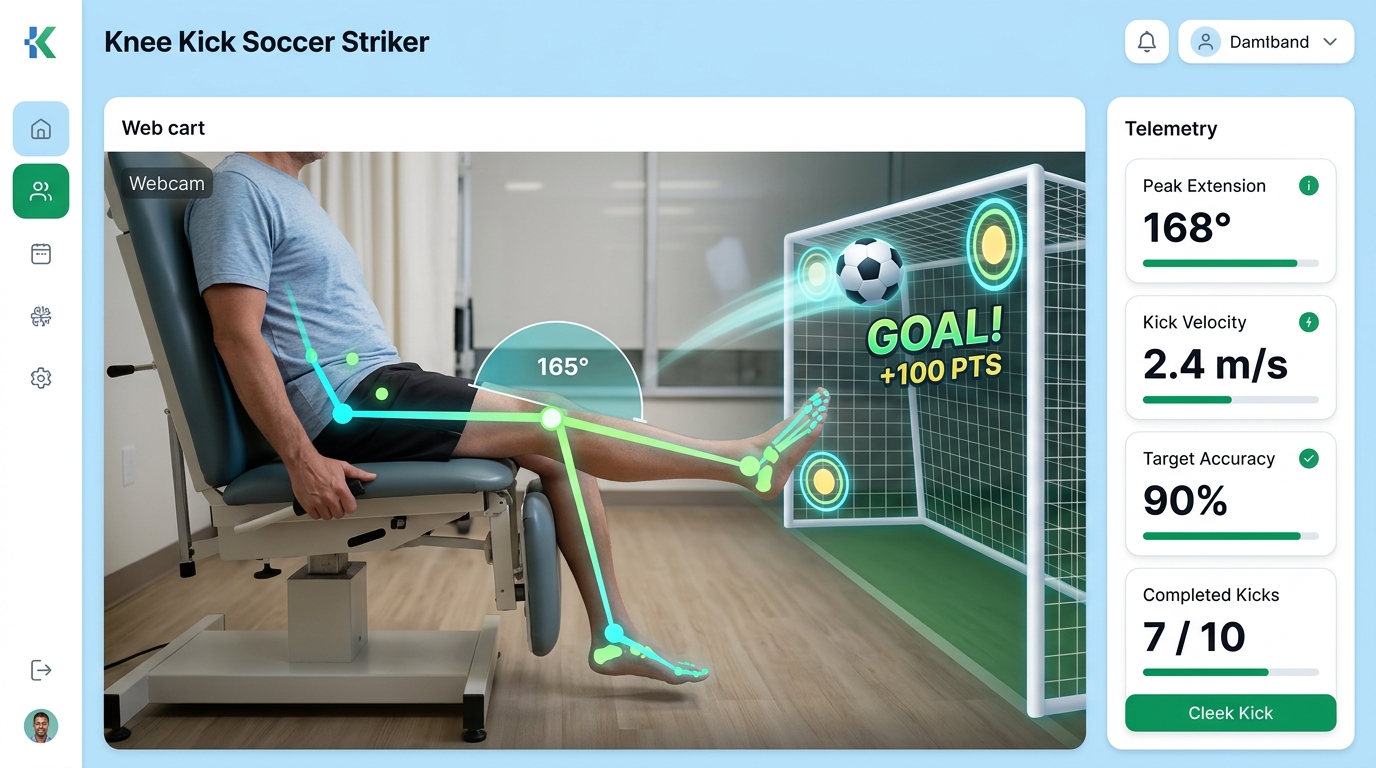 Knee Kick Soccer Striker
Damtband
Web cart
Webcam
165°
GOAL!
+100 PTS
Telemetry
Peak Extension
168°
Kick Velocity
2.4 m/s
Target Accuracy
90%
Completed Kicks
7 / 10
Cleek Kick